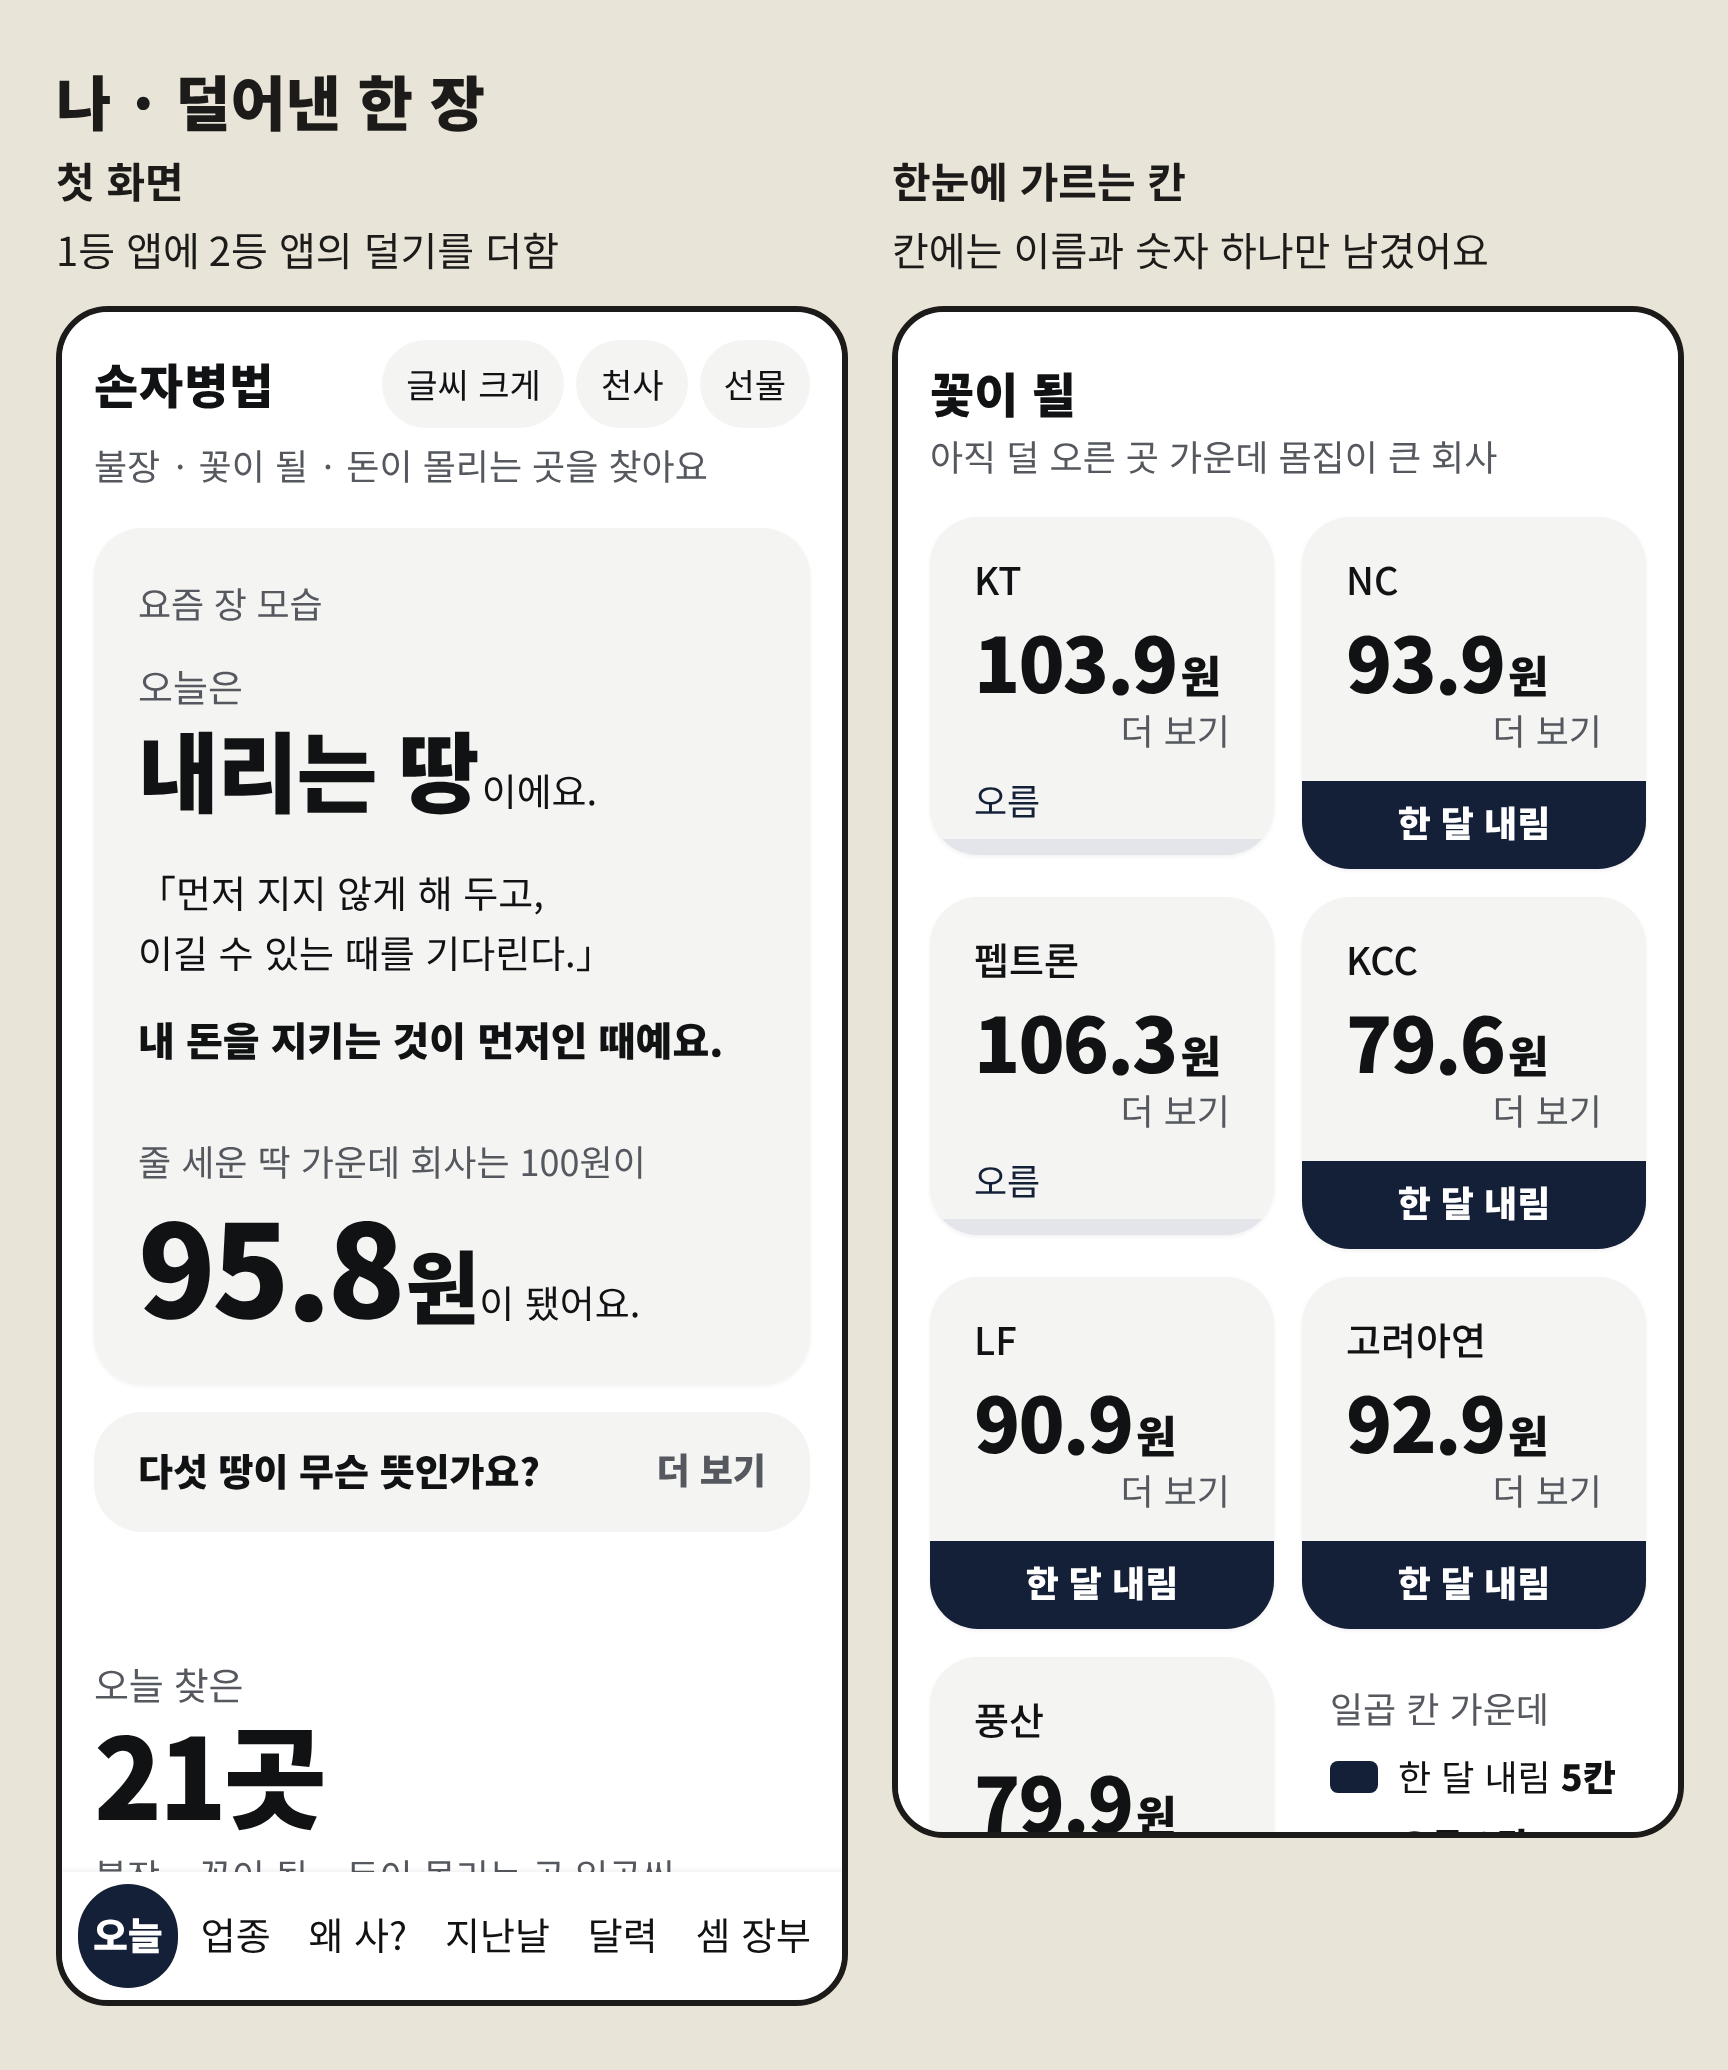 나 · 덜어낸 한 장
첫 화면
1등 앱에 2등 앱의 덜기를 더함
손자병법
글씨 크게
천사
선물
불장 · 꽃이 될 · 돈이 몰리는 곳을 찾아요
요즘 장 모습
오늘은
내리는 땅이에요.
「먼저 지지 않게 해 두고,
이길 수 있는 때를 기다린다.」
내 돈을 지키는 것이 먼저인 때예요.
줄 세운 딱 가운데 회사는 100원이
95.8원이 됐어요.
다섯 땅이 무슨 뜻인가요?
더 보기
오늘 찾은
21곳
오늘
업종
왜 사?
지난날
달력
셈 장부
한눈에 가르는 칸
칸에는 이름과 숫자 하나만 남겼어요
꽃이 될
아직 덜 오른 곳 가운데 몸집이 큰 회사
KT
103.9원
더 보기
오름
NC
93.9원
더 보기
한 달 내림
펩트론
106.3원
더 보기
오름
KCC
79.6원
더 보기
한 달 내림
LF
90.9원
더 보기
한 달 내림
고려아연
92.9원
더 보기
한 달 내림
풍산
79.9원
일곱 칸 가운데
한 달 내림 5칸